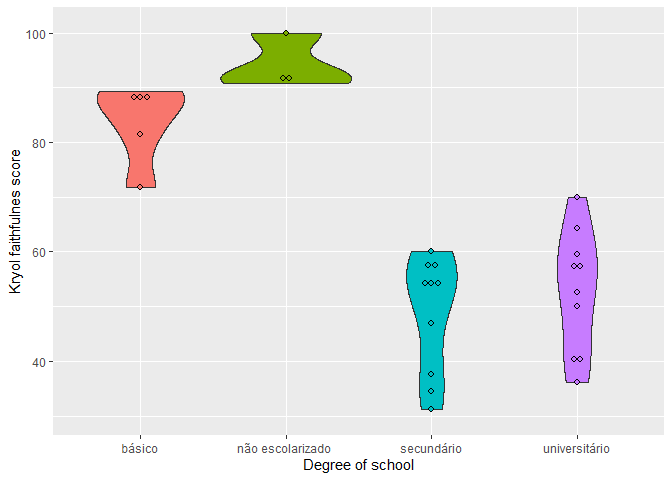 100
80
60
40
Kryol faithfulnes score
básico
não escolarizado
secundário
universitário
Degree of school